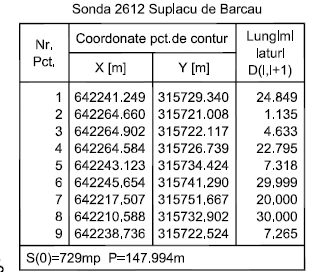 Sonda 2612 Suplacu de Barcau
Nr. Pct. Coordonate pct.de contur Lungimi laturi D(i,i+1)
X [m] Y [m]
1 642241.249 315729.340 24.849
2 642264.660 315721.008 1.135
3 642264.902 315722.117 4.633
4 642264.584 315726.739 22.795
5 642243.123 315734.424 7.318
6 642245,654 315741,290 29,999
7 642217,507 315751,667 20,000
8 642210,588 315732,902 30,000
9 642238,736 315722,524 7,265
S(0)=729mp P=147.994m